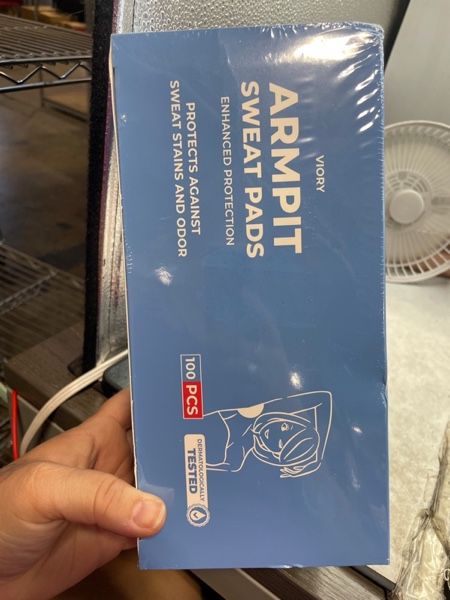 VIORY
ARMPIT
SWEAT PADS
ENHANCED PROTECTION
PROTECTS AGAINST
SWEAT STAINS AND ODOR
100 PCS
DERMATOLOGICALLY
TESTED